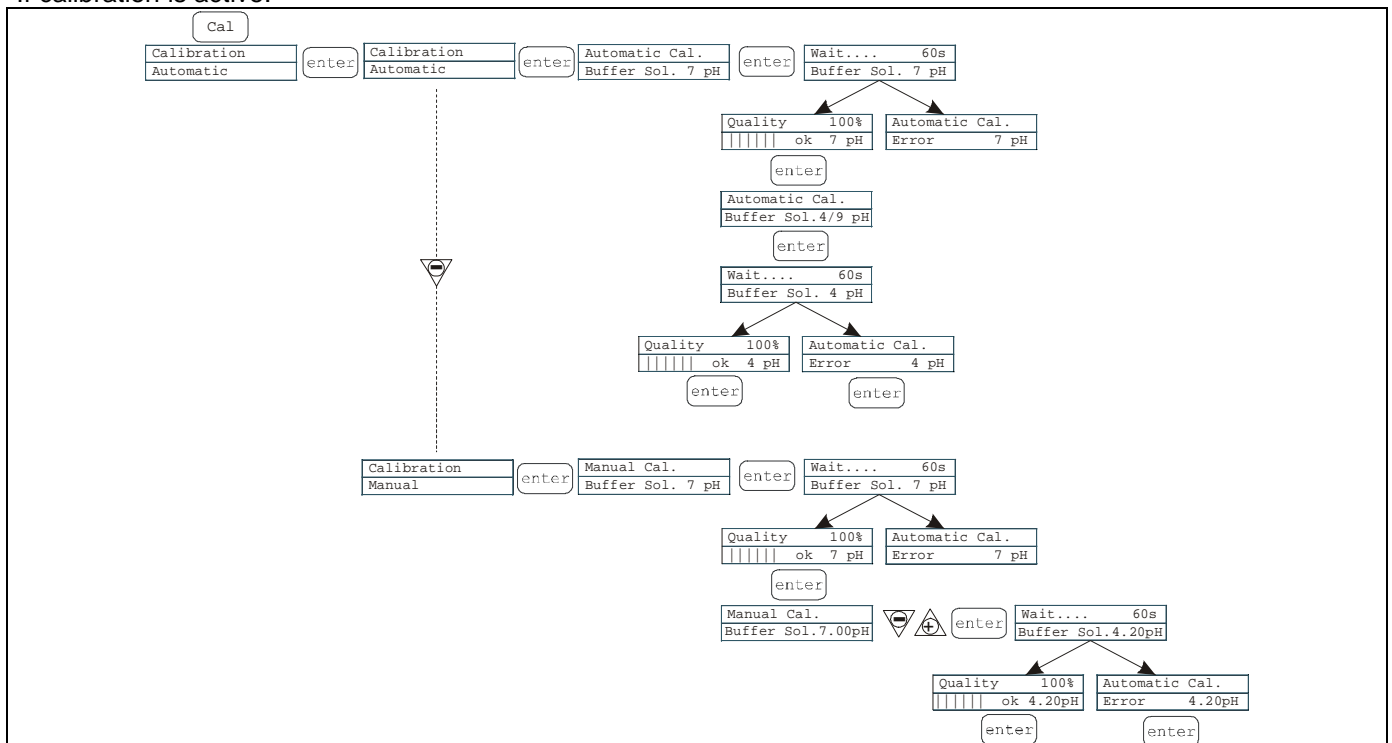 If calibration is active:
Cal
Calibration
Automatic
enter
Calibration
Automatic
enter
Automatic Cal.
Buffer Sol. 7 pH
enter
Wait.... 60s
Buffer Sol. 7 pH
Quality 100%
|||||| ok 7 pH
Automatic Cal.
Error 7 pH
enter
Automatic Cal.
Buffer Sol.4/9 pH
enter
Wait.... 60s
Buffer Sol. 4 pH
Quality 100%
|||||| ok 4 pH
Automatic Cal.
Error 4 pH
enter
enter
Calibration
Manual
enter
Manual Cal.
Buffer Sol. 7 pH
enter
Wait.... 60s
Buffer Sol. 7 pH
Quality 100%
|||||| ok 7 pH
Automatic Cal.
Error 7 pH
enter
Manual Cal.
Buffer Sol.7.00pH
enter
Wait.... 60s
Buffer Sol.4.20pH
Quality 100%
|||||| ok 4.20pH
Automatic Cal.
Error 4.20pH
enter
enter